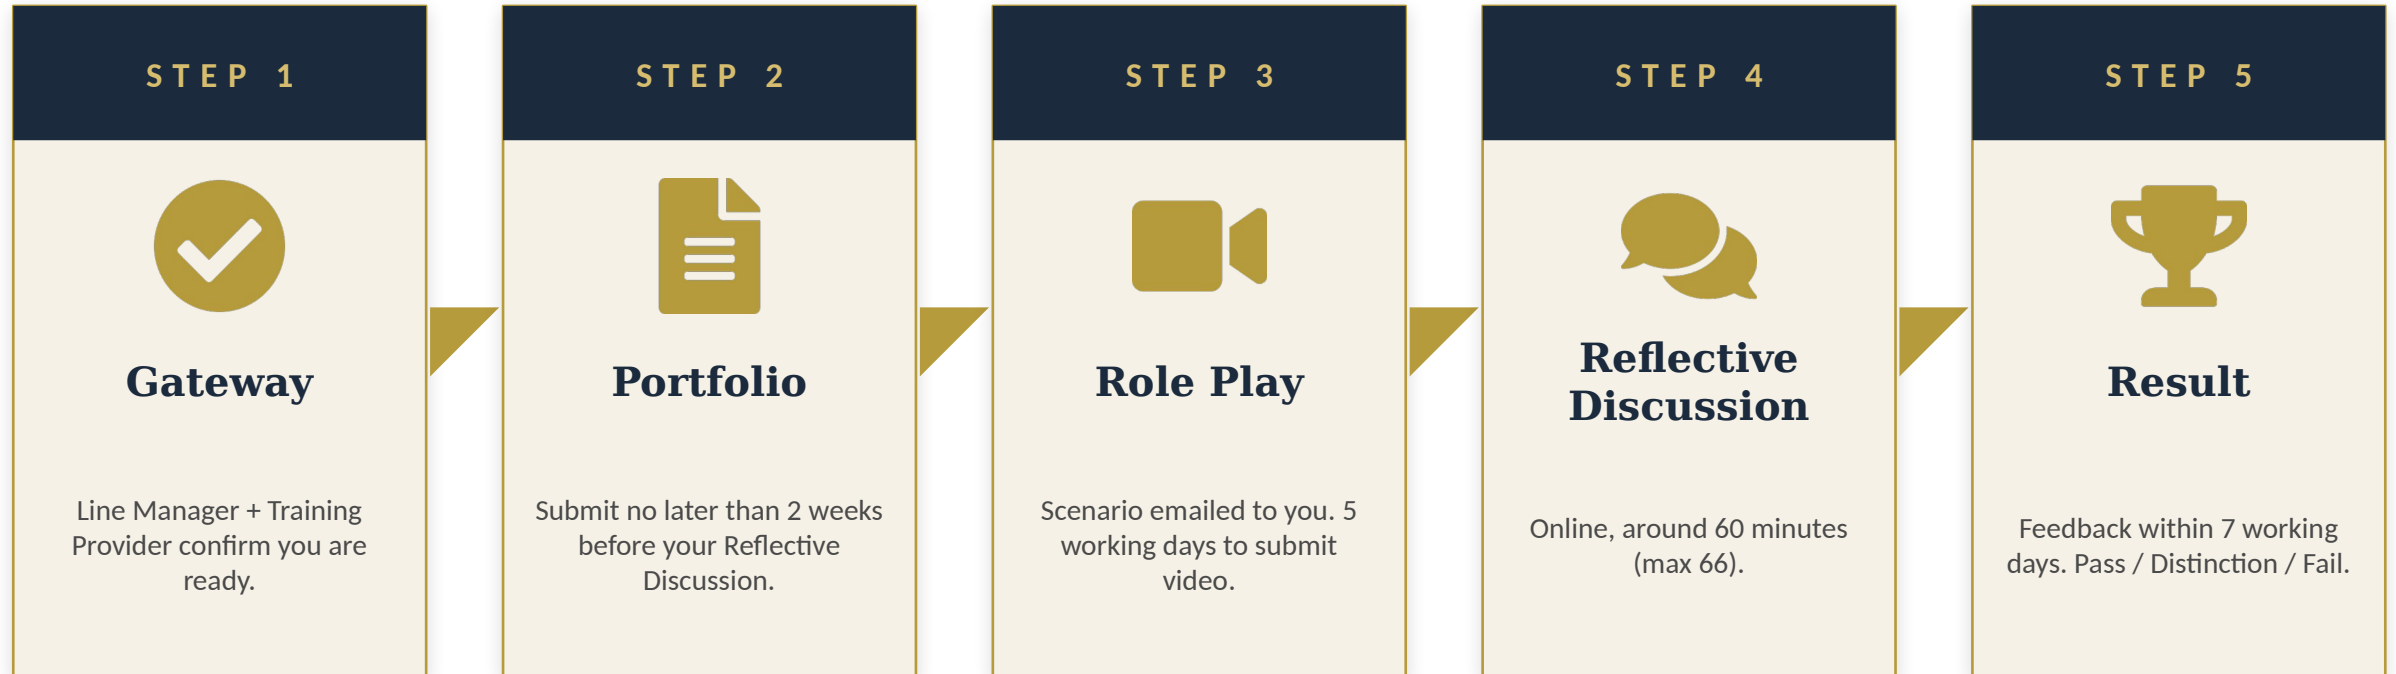 STEP 1
Gateway
Line Manager + Training
Provider confirm you are
ready.
STEP 2
Portfolio
Submit no later than 2 weeks
before your Reflective
Discussion.
STEP 3
Role Play
Scenario emailed to you. 5
working days to submit
video.
STEP 4
Reflective
Discussion
Online, around 60 minutes
(max 66).
STEP 5
Result
Feedback within 7 working
days. Pass / Distinction / Fail.